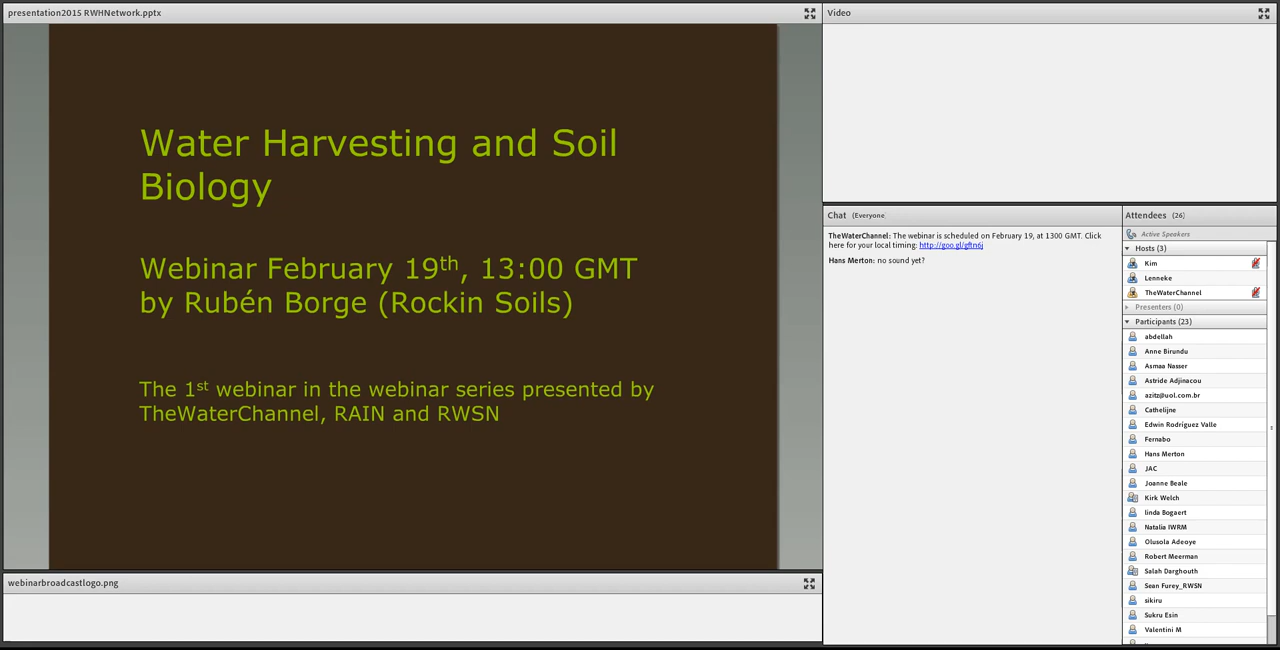 presentation2015 RWHNetwork.pptx
Water Harvesting and Soil
Biology
Webinar February 19th, 13:00 GMT
by Rubén Borge (Rockin Soils)
The 1st webinar in the webinar series presented by
TheWaterChannel, RAIN and RWSN
webinarbroadcastlogo.png
Video
Chat (Everyone
TheWaterChannel: The webinar is scheduled on February 19, at 1300 GMT. Click
here for your local timing: http://goo.gl/gftn6j
Hans Merton: no sound yet?
Attendees (26)
Active Speakers
Hosts (3)
Kim
Lenneke
TheWaterChannel
Presenters (0)
Participants (23)
abdellah
Anne Birundu
Asmaa Nasser
Astride Adjinacou
azitz@uol.com.br
Cathelijne
Edwin Rodríguez Valle
Fernabo
Hans Merton
JAC
Joanne Beale
Kirk Welch
linda Bogaert
Natalia IWRM
Olusola Adeoye
Robert Meerman
Salah Darghouth
Sean Furey_RWSN
sikiru
Sukru Esin
Valentini M